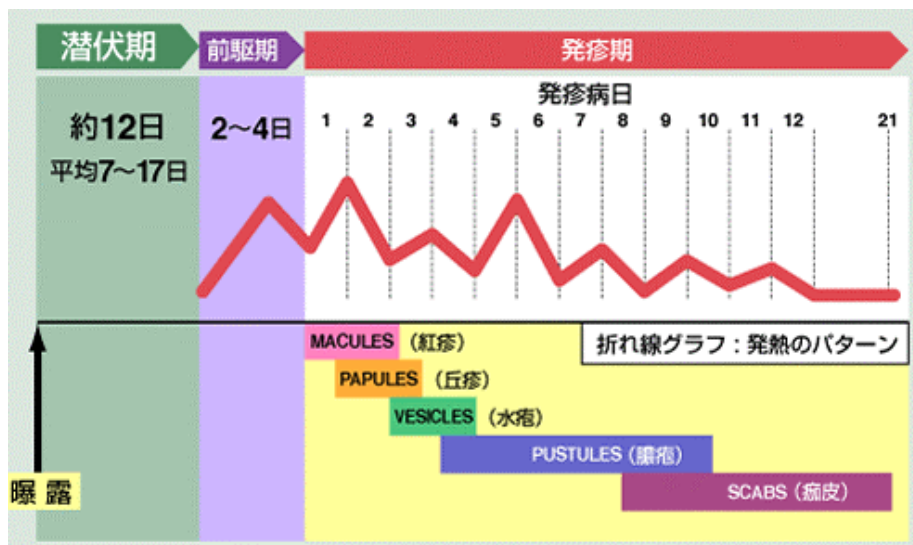 潜伏期 前駆期 発疹期
発疹病日
約12日 2〜4日 1 2 3 4 5 6 7 8 9 10 11 12 21
平均7〜17日
MACULES (紅疹) 折れ線グラフ：発熱のパターン
PAPULES (丘疹)
VESICLES (水疱)
PUSTULES (膿疱)
SCABS (痂皮)
曝露